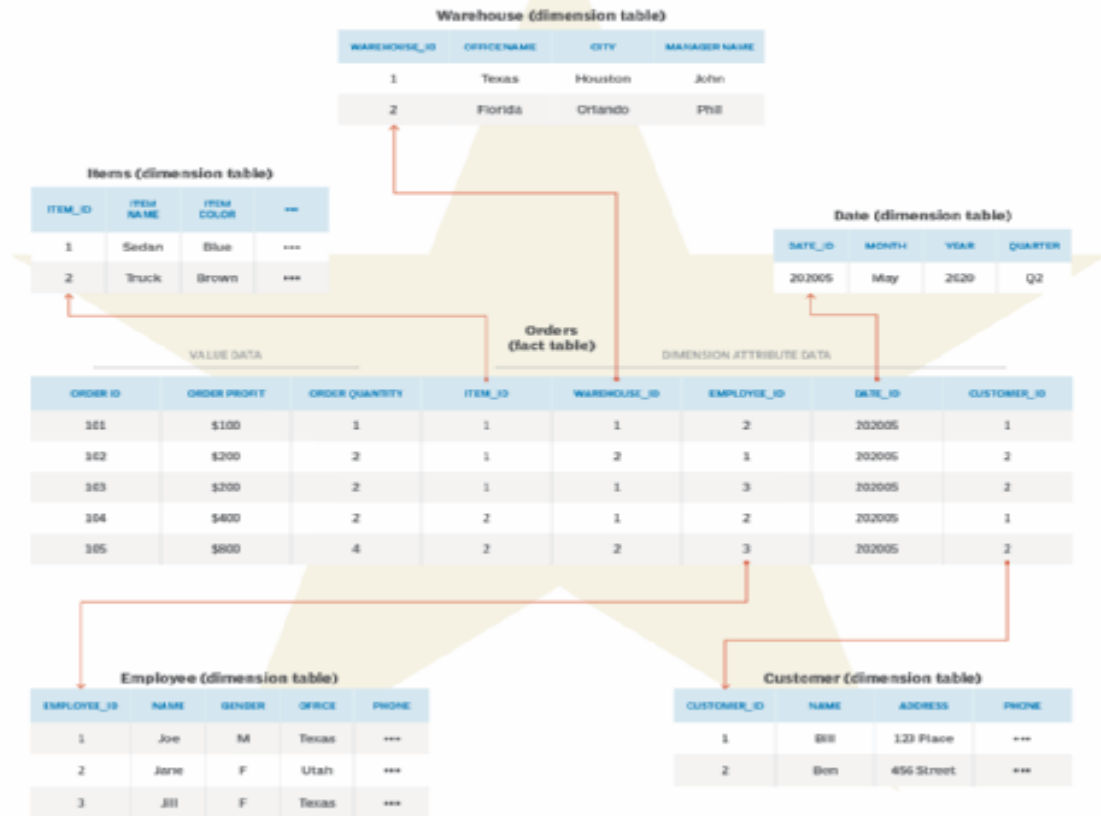 Warehouse (dimension table)
WAREHOUSE_ID OFFICE NAME CITY MANAGER NAME
1 Texas Houston John
2 Florida Orlando Phil
Items (dimension table)
ITEM_ID ITEM NAME ITEM COLOR •••
1 Sedan Blue ••••
2 Truck Brown •••
Date (dimension table)
DATE_ID MONTH YEAR QUARTER
202005 May 2020 Q2
Orders
(fact table)
VALUE DATA DIMENSION ATTRIBUTE DATA
ORDER ID ORDER PROFIT ORDER QUANTITY ITEM_ID WAREHOUSE_ID EMPLOYEE_ID DATE_ID CUSTOMER_ID
101 $100 1 1 1 2 202005 1
102 $200 2 1 2 1 202005 2
103 $200 2 1 1 3 202005 2
104 $400 2 2 1 2 202005 1
105 $800 4 2 2 3 202005 2
Employee (dimension table)
EMPLOYEE_ID NAME GENDER OFFICE PHONE
1 Joe M Texas •••
2 Jane F Utah •••
3 Jill F Texas •••
Customer (dimension table)
CUSTOMER_ID NAME ADDRESS PHONE
1 Bill 123 Place •••
2 Ben 456 Street •••